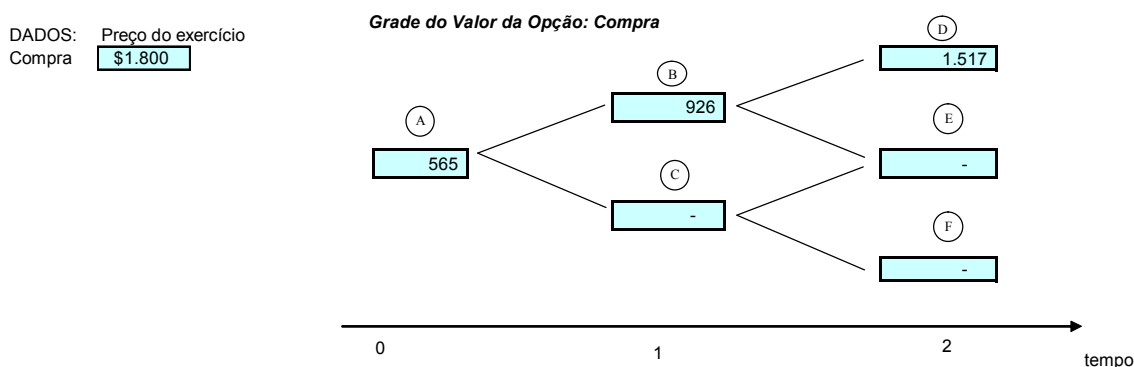 Grade do Valor da Opção: Compra
DADOS: Preço do exercício
Compra $1.800
D
1.517
B
926
A
565
E
-
C
-
F
-
0 1 2 tempo